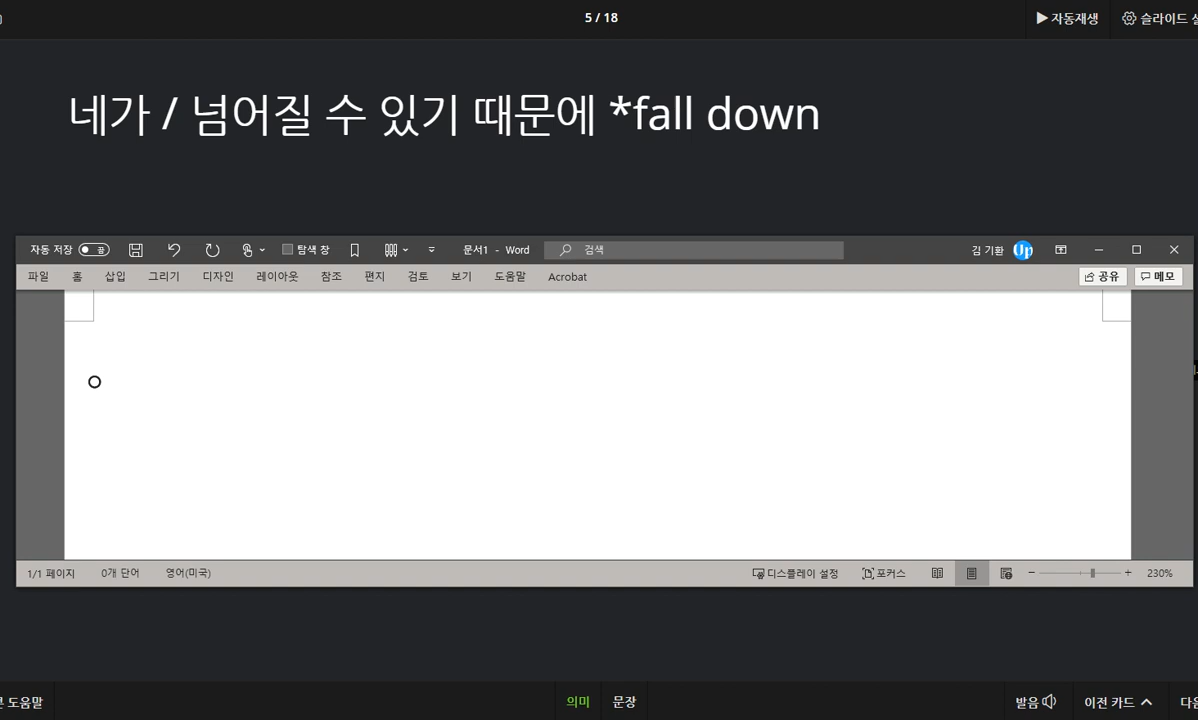 5 / 18
▶ 자동재생
슬라이드
네가 / 넘어질 수 있기 때문에 *fall down
자동 저장 끔 탐색 창 문서1 - Word 검색 김 기환 Up
파일 홈 삽입 그리기 디자인 레이아웃 참조 편지 검토 보기 도움말 Acrobat 공유 메모
1/1 페이지 0개 단어 영어(미국) 디스플레이 설정 포커스 − + 230%
도움말 의미 문장 발음 이전 카드